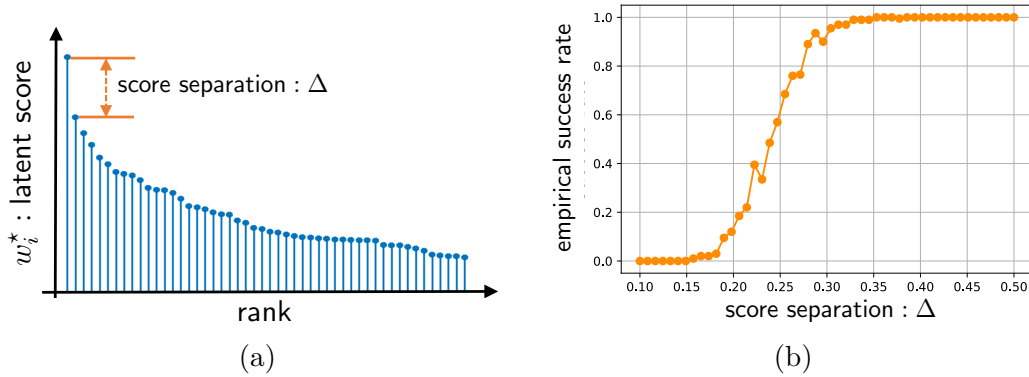 w_i^⋆ : latent score
score separation : Δ
rank
(a)
empirical success rate
1.0
0.8
0.6
0.4
0.2
0.0
0.10 0.15 0.20 0.25 0.30 0.35 0.40 0.45 0.50
score separation : Δ
(b)